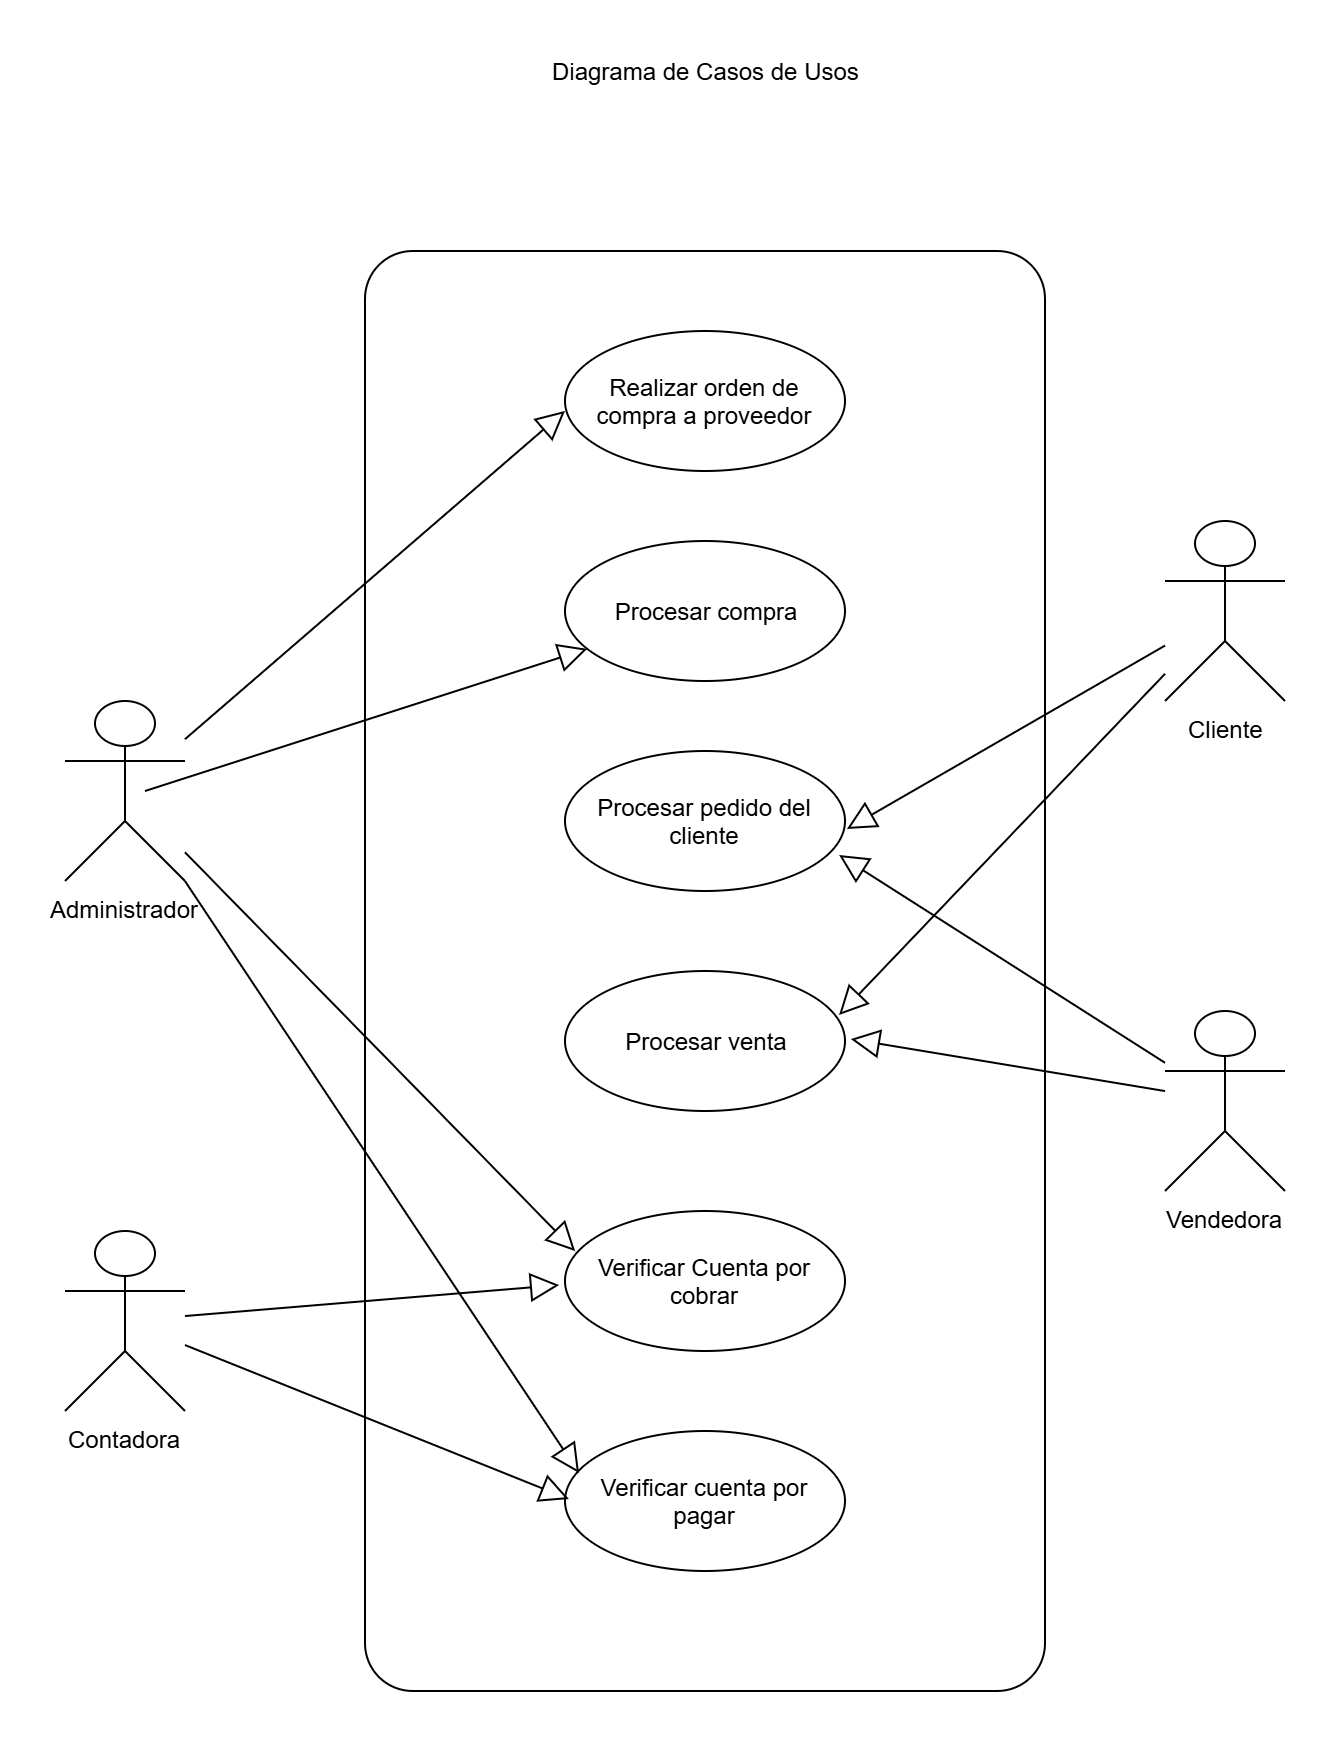 Diagrama de Casos de Usos
Realizar orden de
compra a proveedor
Procesar compra
Cliente
Procesar pedido del
cliente
Administrador
Procesar venta
Vendedora
Verificar Cuenta por
cobrar
Contadora
Verificar cuenta por
pagar